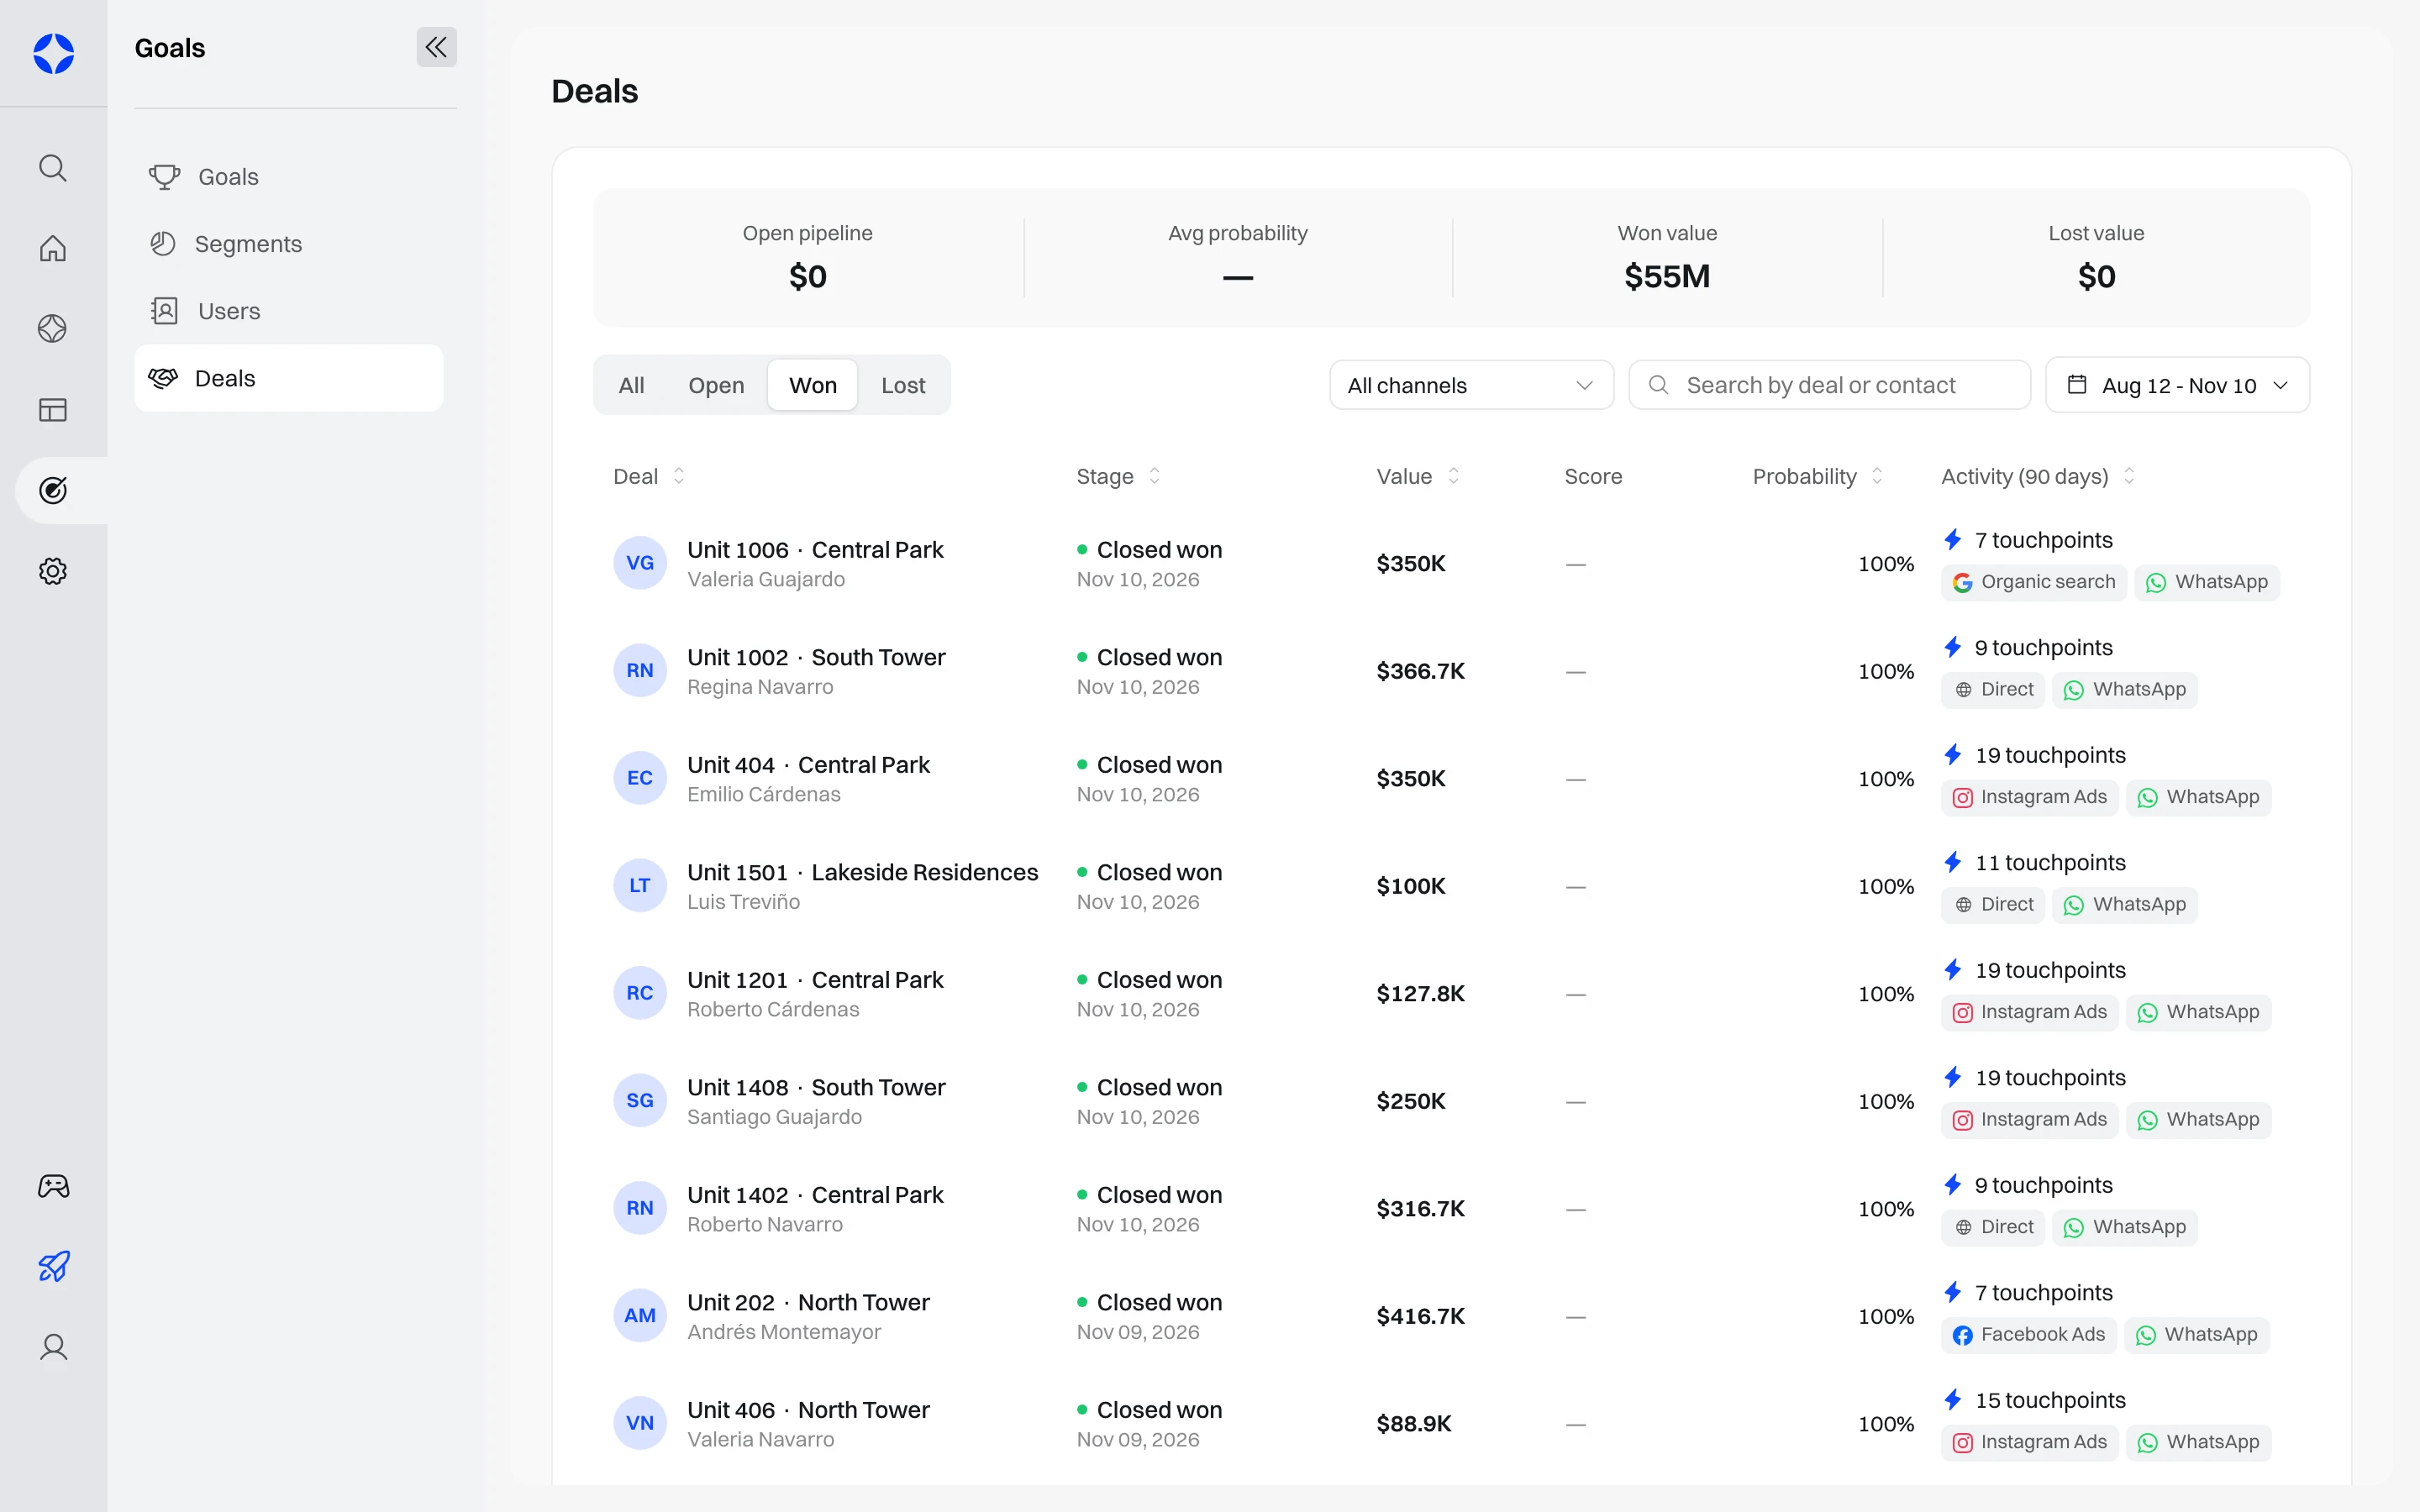 Goals
Goals
Segments
Users
Deals
Deals
Open pipeline
$0
Avg probability
—
Won value
$55M
Lost value
$0
All Open Won Lost
All channels
Search by deal or contact
Aug 12 - Nov 10
Deal Stage Value Score Probability Activity (90 days)
VG
Unit 1006 · Central Park
Valeria Guajardo
Closed won
Nov 10, 2026
$350K
—
100%
7 touchpoints
Organic search WhatsApp
RN
Unit 1002 · South Tower
Regina Navarro
Closed won
Nov 10, 2026
$366.7K
—
100%
9 touchpoints
Direct WhatsApp
EC
Unit 404 · Central Park
Emilio Cárdenas
Closed won
Nov 10, 2026
$350K
—
100%
19 touchpoints
Instagram Ads WhatsApp
LT
Unit 1501 · Lakeside Residences
Luis Treviño
Closed won
Nov 10, 2026
$100K
—
100%
11 touchpoints
Direct WhatsApp
RC
Unit 1201 · Central Park
Roberto Cárdenas
Closed won
Nov 10, 2026
$127.8K
—
100%
19 touchpoints
Instagram Ads WhatsApp
SG
Unit 1408 · South Tower
Santiago Guajardo
Closed won
Nov 10, 2026
$250K
—
100%
19 touchpoints
Instagram Ads WhatsApp
RN
Unit 1402 · Central Park
Roberto Navarro
Closed won
Nov 10, 2026
$316.7K
—
100%
9 touchpoints
Direct WhatsApp
AM
Unit 202 · North Tower
Andrés Montemayor
Closed won
Nov 09, 2026
$416.7K
—
100%
7 touchpoints
Facebook Ads WhatsApp
VN
Unit 406 · North Tower
Valeria Navarro
Closed won
Nov 09, 2026
$88.9K
—
100%
15 touchpoints
Instagram Ads WhatsApp